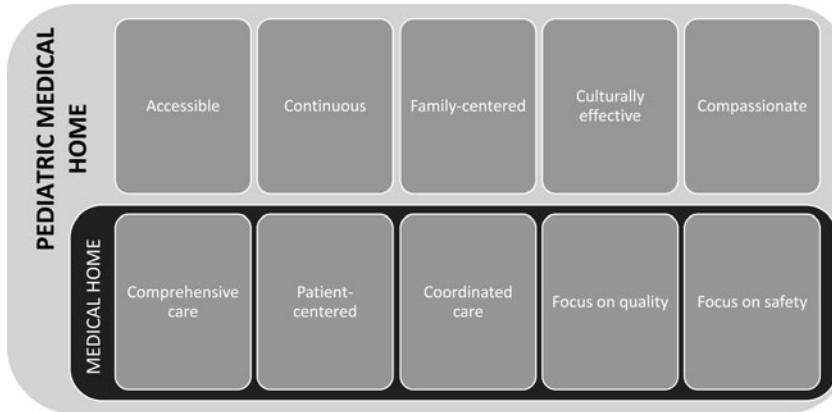 PEDIATRIC MEDICAL
HOME
Accessible
Continuous
Family-centered
Culturally
effective
Compassionate
MEDICAL HOME
Comprehensive
care
Patient-
centered
Coordinated
care
Focus on quality
Focus on safety